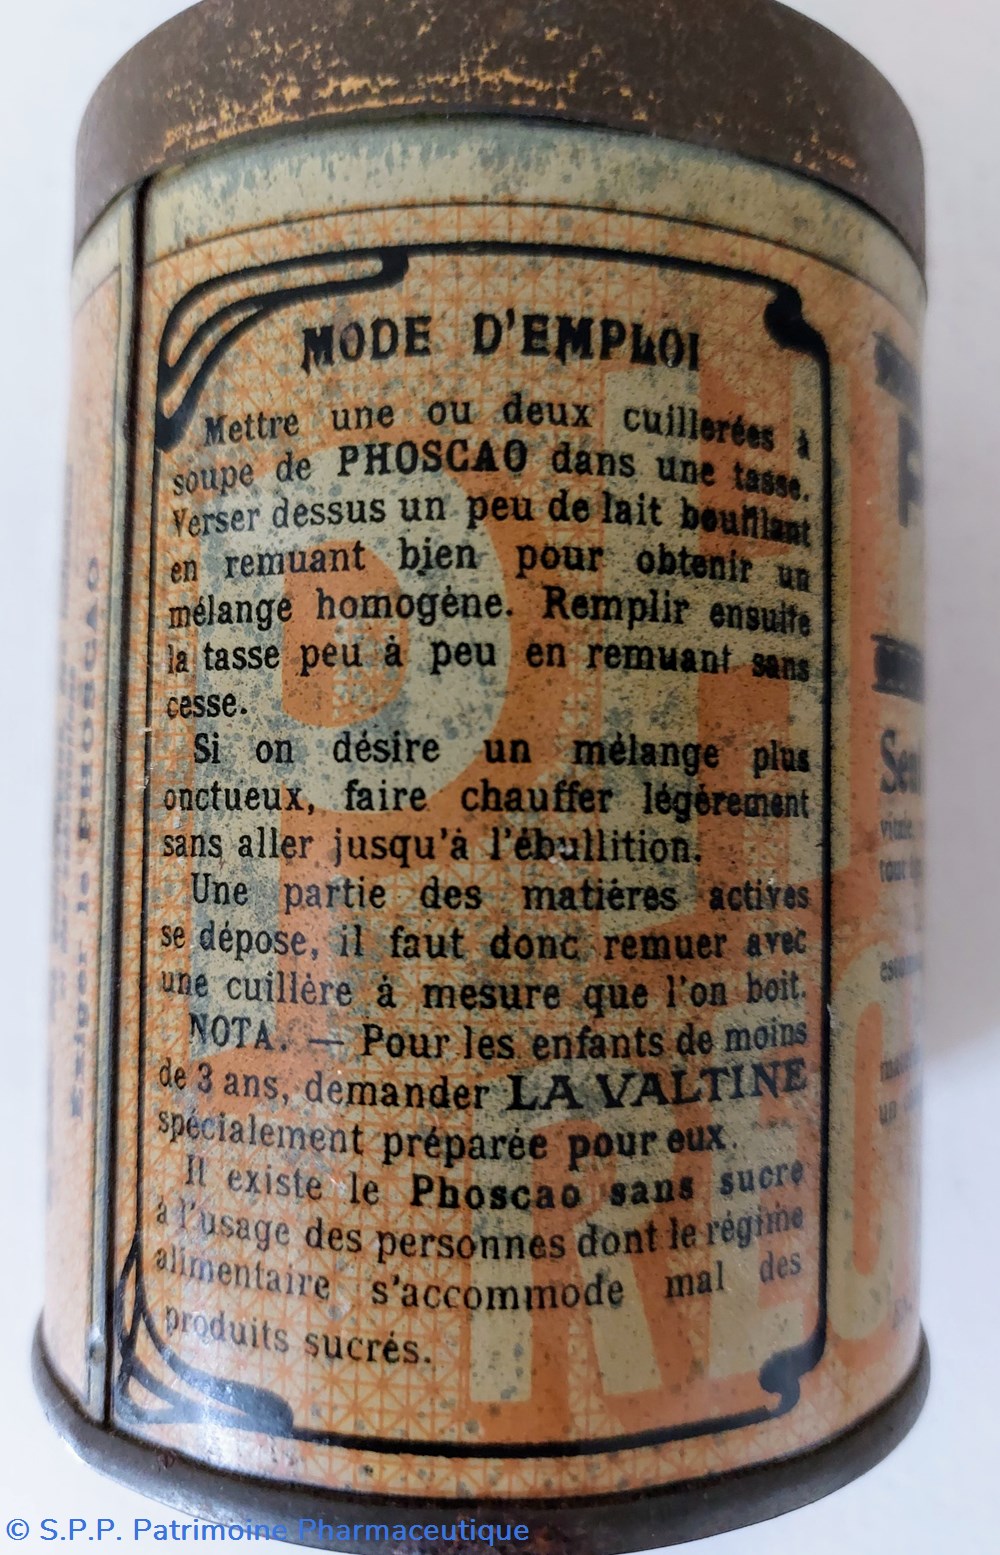 MODE D'EMPLOI
Mettre une ou deux cuillerées à
soupe de PHOSCAO dans une tasse.
Verser dessus un peu de lait bouillant
en remuant bien pour obtenir un
mélange homogène. Remplir ensuite
la tasse peu à peu en remuant sans
cesse.
Si on désire un mélange plus
onctueux, faire chauffer légèrement
sans aller jusqu'à l'ébullition.
Une partie des matières actives
se dépose, il faut donc remuer avec
une cuillère à mesure que l'on boit.
NOTA. — Pour les enfants de moins
de 3 ans, demander LA VALTINE
spécialement préparée pour eux.
Il existe le Phoscao sans sucre
à l'usage des personnes dont le régime
alimentaire s'accommode mal des
produits sucrés.
Exiger le PHOSCAO
© S.P.P. Patrimoine Pharmaceutique